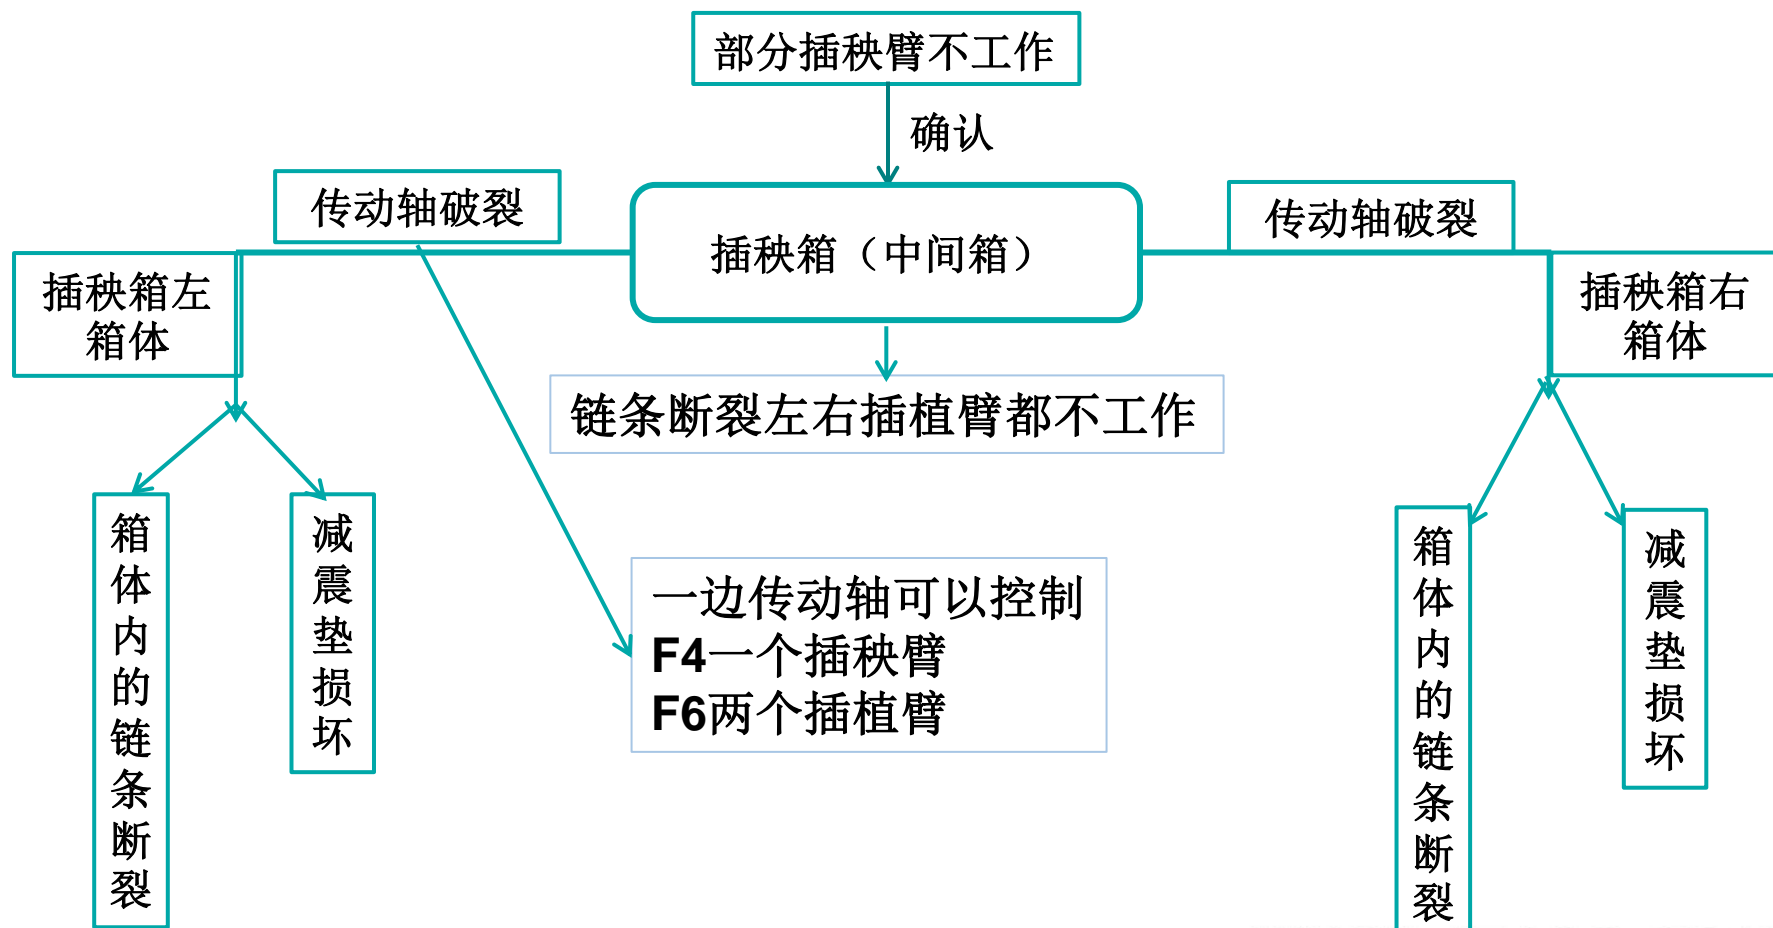 部分插秧臂不工作
确认
传动轴破裂
插秧箱（中间箱）
传动轴破裂
插秧箱左
箱体
插秧箱右
箱体
链条断裂左右插植臂都不工作
箱体内的链条断裂
减震垫损坏
一边传动轴可以控制
F4一个插秧臂
F6两个插植臂
箱体内的链条断裂
减震垫损坏